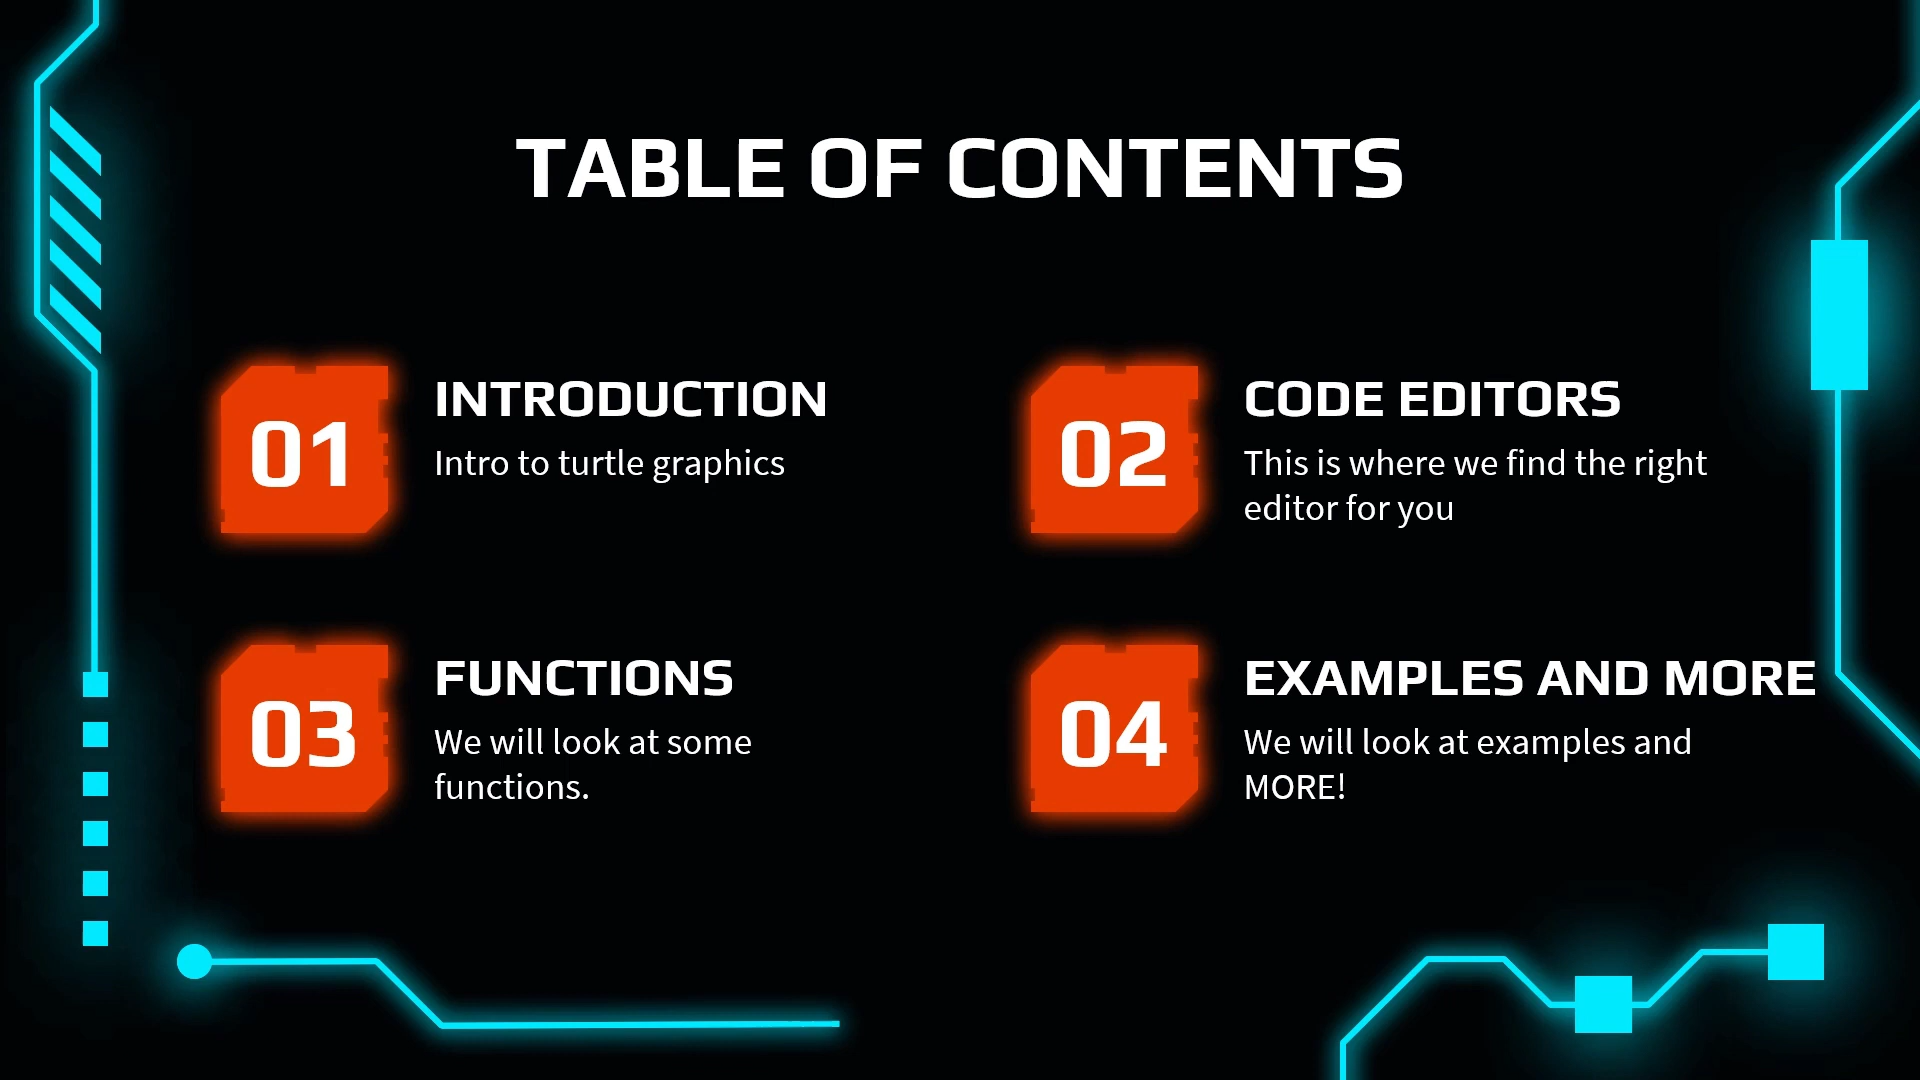 TABLE OF CONTENTS
01
INTRODUCTION
Intro to turtle graphics
02
CODE EDITORS
This is where we find the right
editor for you
03
FUNCTIONS
We will look at some
functions.
04
EXAMPLES AND MORE
We will look at examples and
MORE!